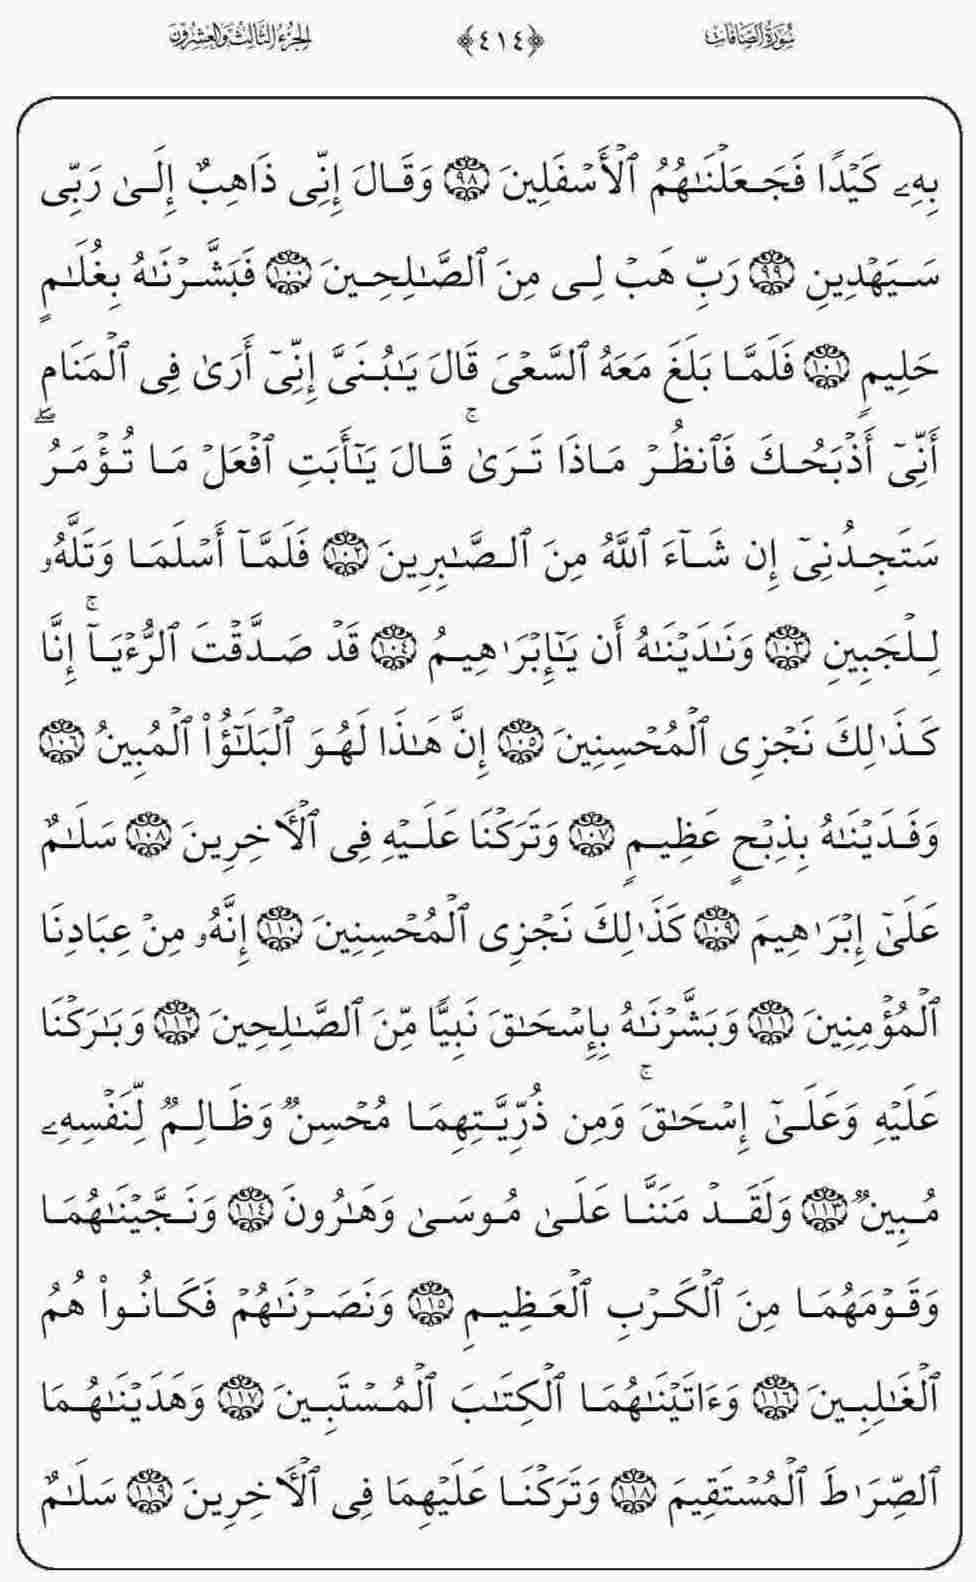 سُورَةُ الصَّافَّاتِ ﴿٤١٤﴾ الجُزْءُ الثَّالِثُ وَالعِشْرُونَ
بِهِۦ كَيۡدٗا فَجَعَلۡنَٰهُمُ ٱلۡأَسۡفَلِينَ ٩٨ وَقَالَ إِنِّي ذَاهِبٌ إِلَىٰ رَبِّي
سَيَهۡدِينِ ٩٩ رَبِّ هَبۡ لِي مِنَ ٱلصَّٰلِحِينَ ١٠٠ فَبَشَّرۡنَٰهُ بِغُلَٰمٍ
حَلِيمٖ ١٠١ فَلَمَّا بَلَغَ مَعَهُ ٱلسَّعۡيَ قَالَ يَٰبُنَيَّ إِنِّيٓ أَرَىٰ فِي ٱلۡمَنَامِ
أَنِّيٓ أَذۡبَحُكَ فَٱنظُرۡ مَاذَا تَرَىٰۚ قَالَ يَٰٓأَبَتِ ٱفۡعَلۡ مَا تُؤۡمَرُۖ
سَتَجِدُنِيٓ إِن شَآءَ ٱللَّهُ مِنَ ٱلصَّٰبِرِينَ ١٠٢ فَلَمَّآ أَسۡلَمَا وَتَلَّهُۥ
لِلۡجَبِينِ ١٠٣ وَنَٰدَيۡنَٰهُ أَن يَٰٓإِبۡرَٰهِيمُ ١٠٤ قَدۡ صَدَّقۡتَ ٱلرُّءۡيَآۚ إِنَّا
كَذَٰلِكَ نَجۡزِي ٱلۡمُحۡسِنِينَ ١٠٥ إِنَّ هَٰذَا لَهُوَ ٱلۡبَلَٰٓؤُاْ ٱلۡمُبِينُ ١٠٦
وَفَدَيۡنَٰهُ بِذِبۡحٍ عَظِيمٖ ١٠٧ وَتَرَكۡنَا عَلَيۡهِ فِي ٱلۡأٓخِرِينَ ١٠٨ سَلَٰمٌ
عَلَىٰٓ إِبۡرَٰهِيمَ ١٠٩ كَذَٰلِكَ نَجۡزِي ٱلۡمُحۡسِنِينَ ١١٠ إِنَّهُۥ مِنۡ عِبَادِنَا
ٱلۡمُؤۡمِنِينَ ١١١ وَبَشَّرۡنَٰهُ بِإِسۡحَٰقَ نَبِيّٗا مِّنَ ٱلصَّٰلِحِينَ ١١٢ وَبَٰرَكۡنَا
عَلَيۡهِ وَعَلَىٰٓ إِسۡحَٰقَۚ وَمِن ذُرِّيَّتِهِمَا مُحۡسِنٞ وَظَالِمٞ لِّنَفۡسِهِۦ
مُبِينٞ ١١٣ وَلَقَدۡ مَنَنَّا عَلَىٰ مُوسَىٰ وَهَٰرُونَ ١١٤ وَنَجَّيۡنَٰهُمَا
وَقَوۡمَهُمَا مِنَ ٱلۡكَرۡبِ ٱلۡعَظِيمِ ١١٥ وَنَصَرۡنَٰهُمۡ فَكَانُواْ هُمُ
ٱلۡغَٰلِبِينَ ١١٦ وَءَاتَيۡنَٰهُمَا ٱلۡكِتَٰبَ ٱلۡمُسۡتَبِينَ ١١٧ وَهَدَيۡنَٰهُمَا
ٱلصِّرَٰطَ ٱلۡمُسۡتَقِيمَ ١١٨ وَتَرَكۡنَا عَلَيۡهِمَا فِي ٱلۡأٓخِرِينَ ١١٩ سَلَٰمٌ